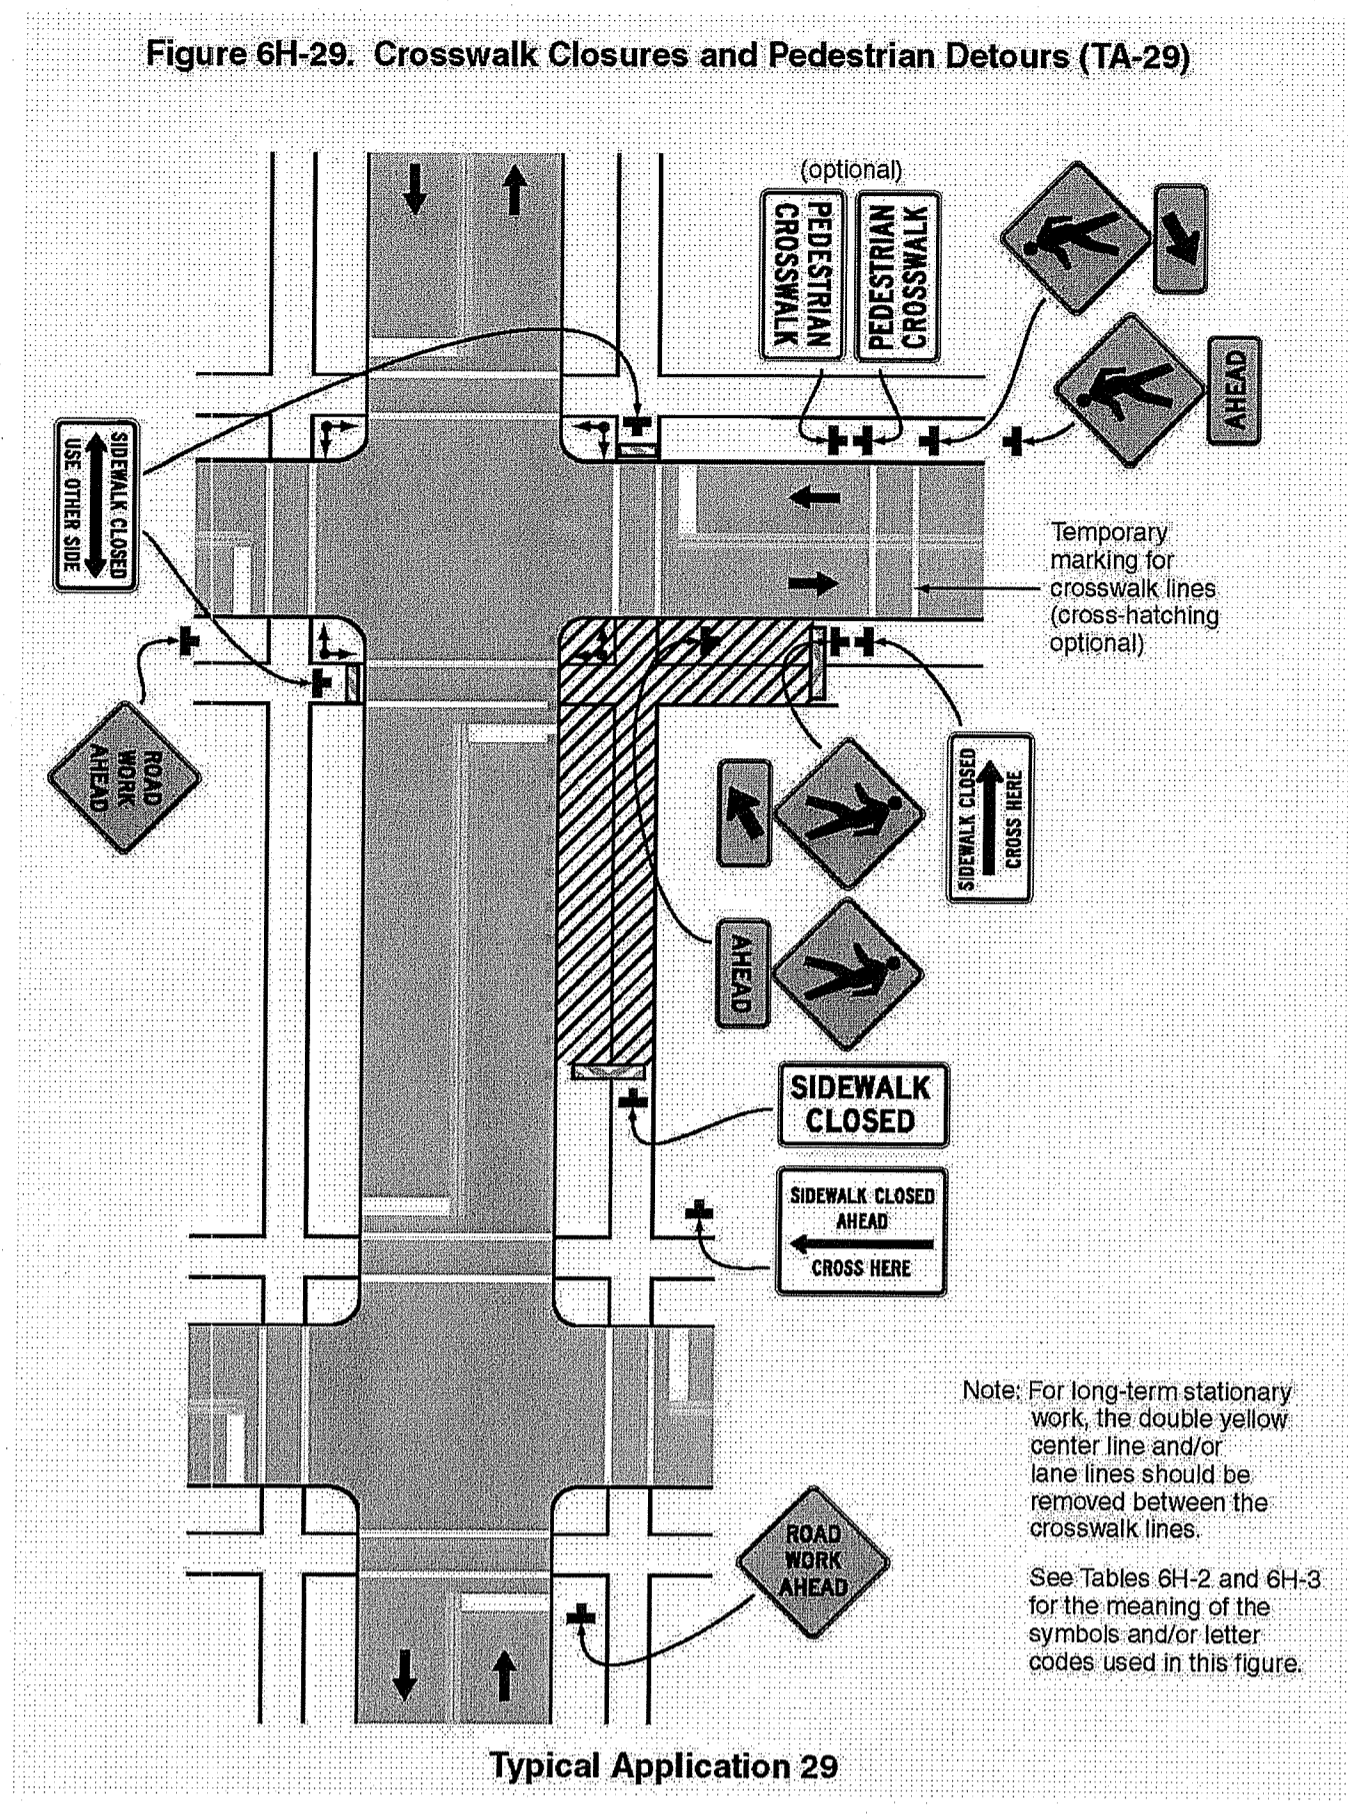 Figure 6H-29. Crosswalk Closures and Pedestrian Detours (TA-29)
(optional)
PEDESTRIAN
CROSSWALK
PEDESTRIAN
CROSSWALK
AHEAD
SIDEWALK CLOSED
USE OTHER SIDE
Temporary
marking for
crosswalk lines
(cross-hatching
optional)
ROAD
WORK
AHEAD
SIDEWALK CLOSED
CROSS HERE
AHEAD
SIDEWALK
CLOSED
SIDEWALK CLOSED
AHEAD
CROSS HERE
Note: For long-term stationary
work, the double yellow
center line and/or
lane lines should be
removed between the
crosswalk lines.
See Tables 6H-2 and 6H-3
for the meaning of the
symbols and/or letter
codes used in this figure.
ROAD
WORK
AHEAD
Typical Application 29